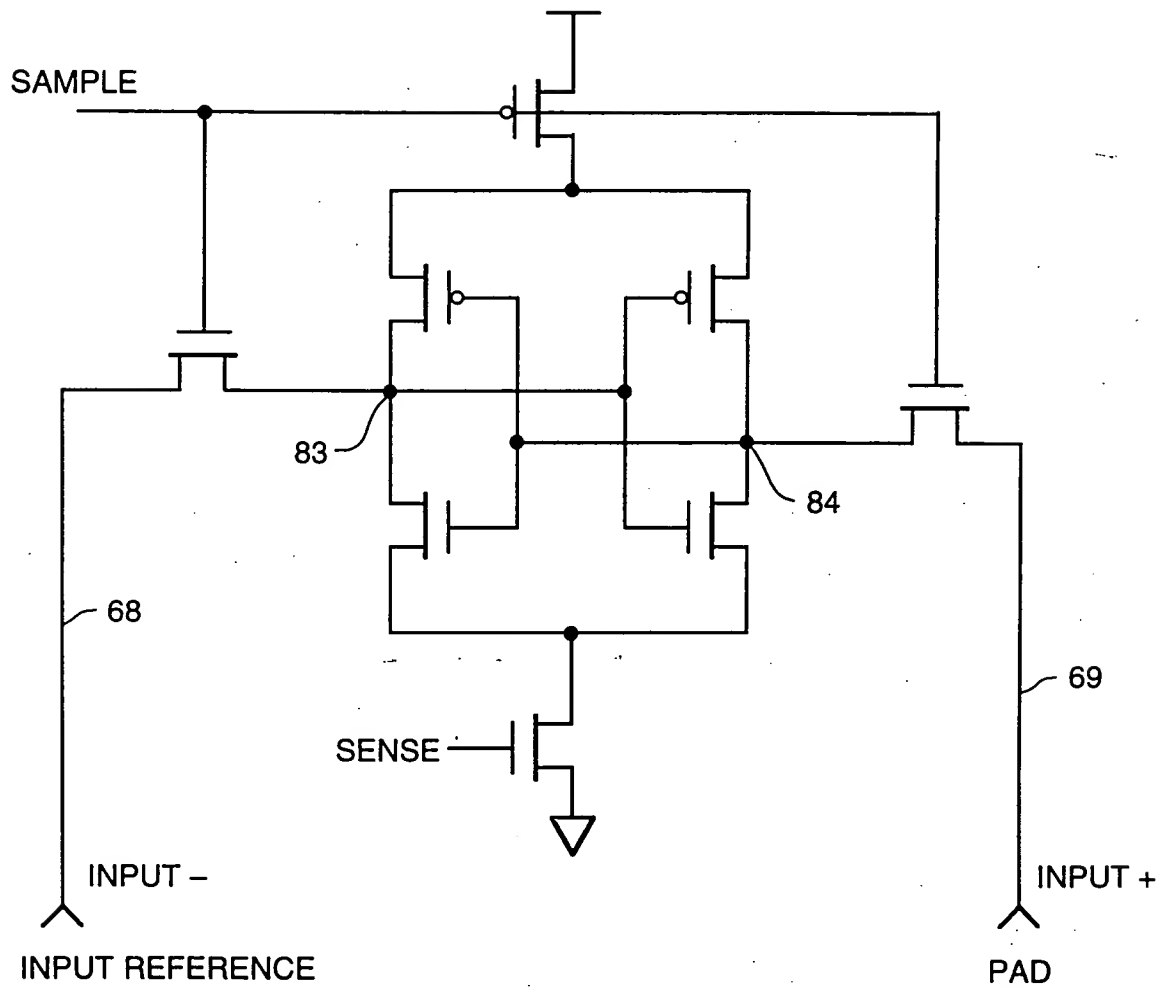 SAMPLE
83
84
68
69
SENSE
INPUT –
INPUT +
INPUT REFERENCE
PAD